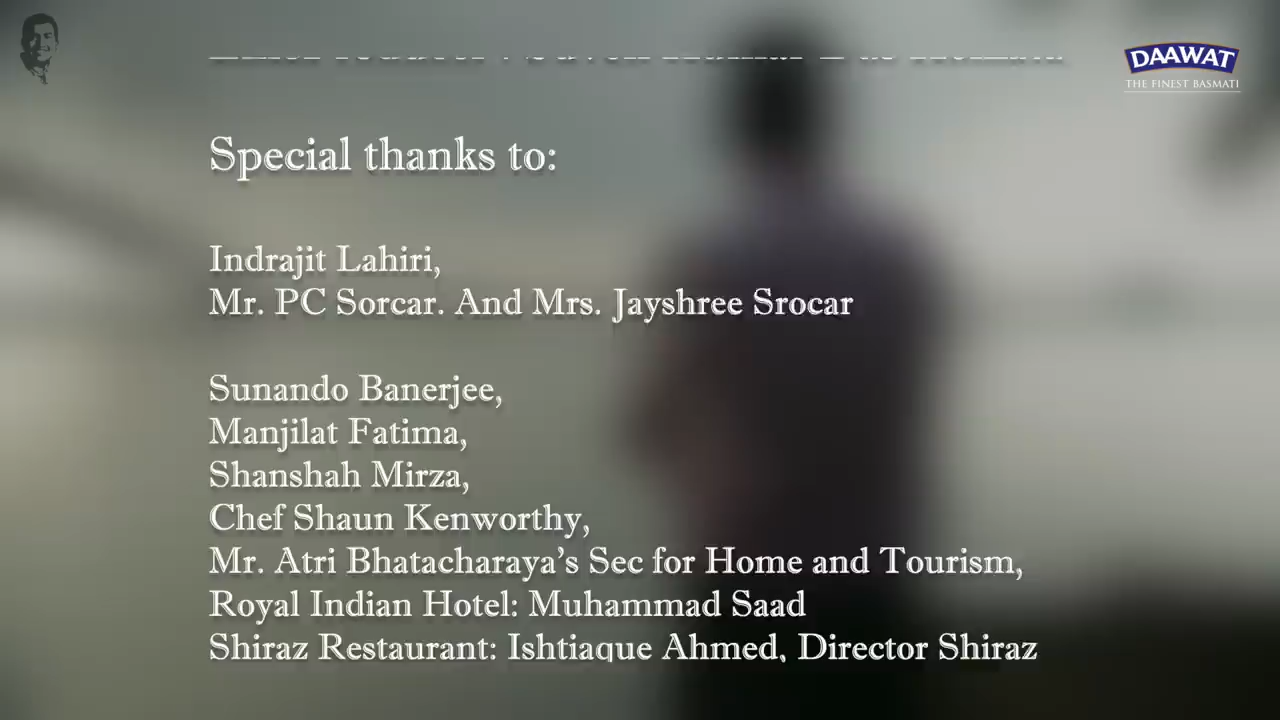 DAAWAT
THE FINEST BASMATI
Special thanks to:
Indrajit Lahiri,
Mr. PC Sorcar. And Mrs. Jayshree Srocar
Sunando Banerjee,
Manjilat Fatima,
Shanshah Mirza,
Chef Shaun Kenworthy,
Mr. Atri Bhatacharaya's Sec for Home and Tourism,
Royal Indian Hotel: Muhammad Saad
Shiraz Restaurant: Ishtiaque Ahmed, Director Shiraz